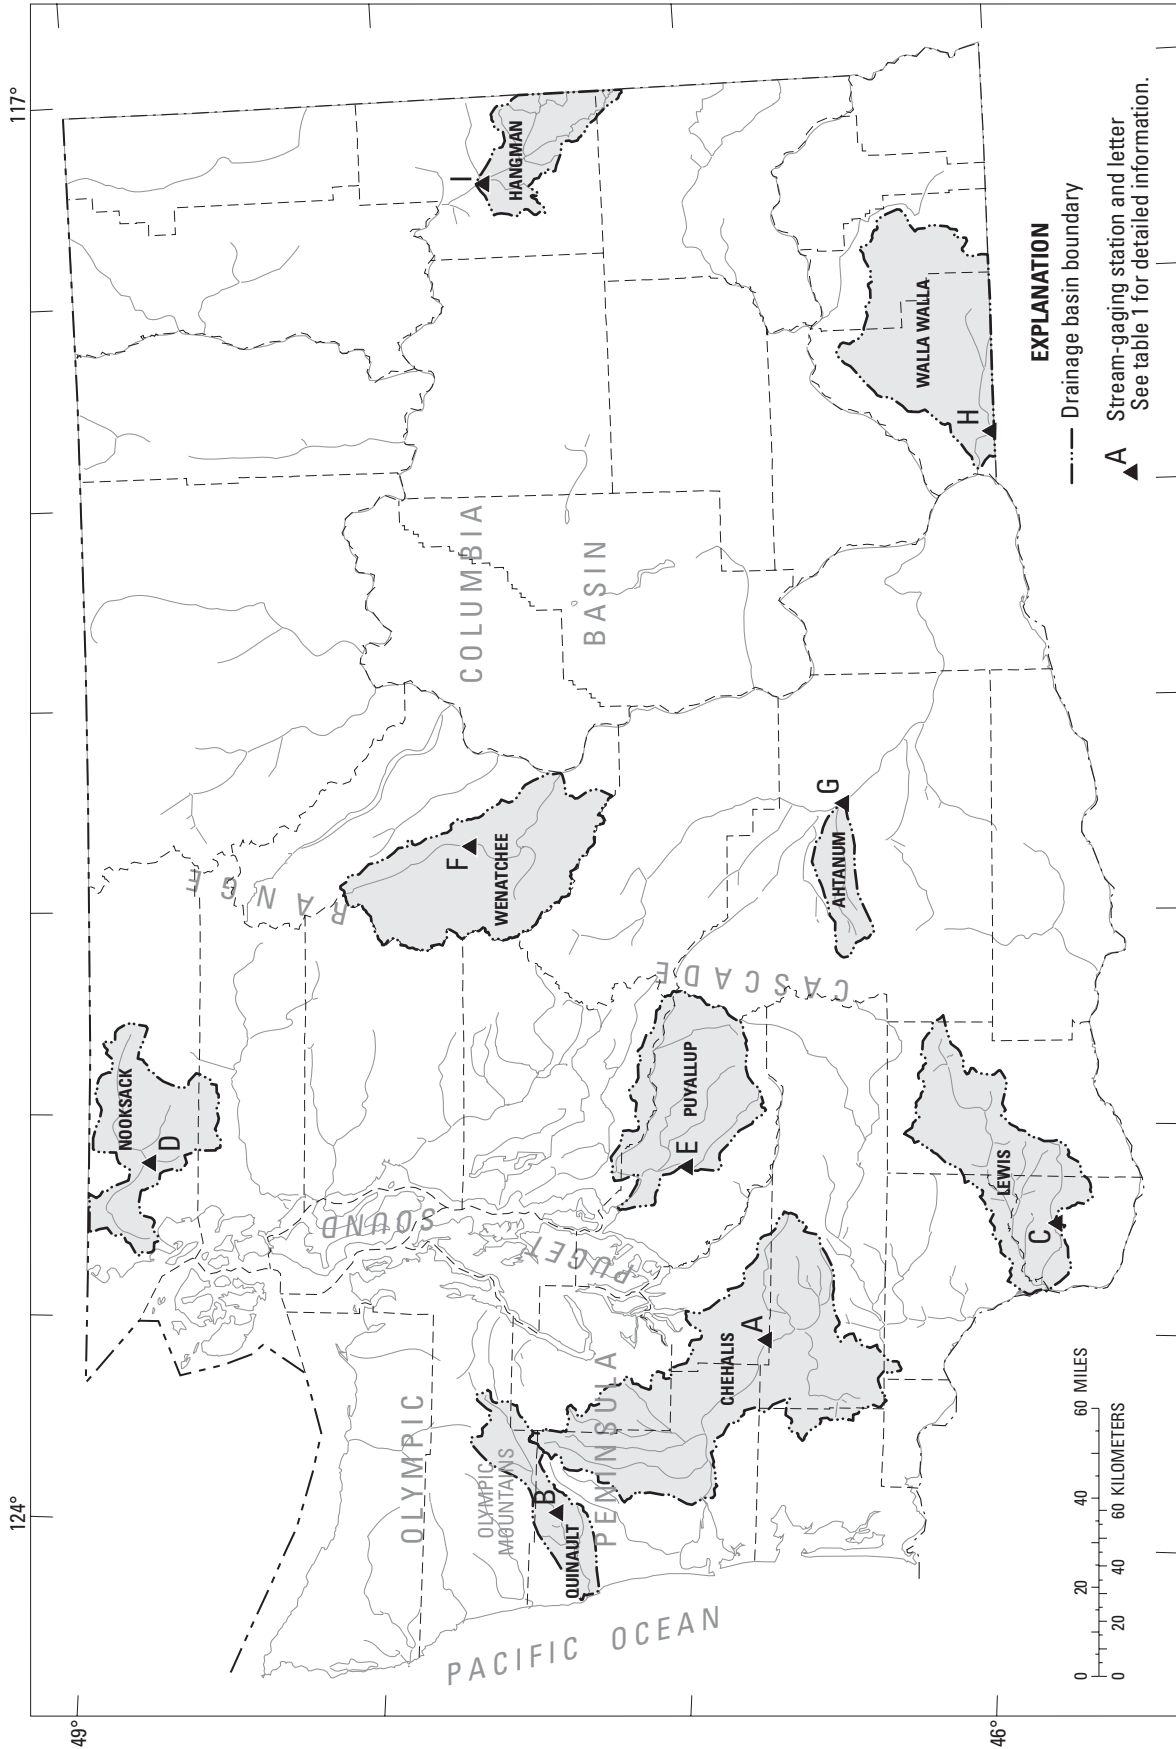 124°
117°
49°
46°
NOOKSACK
D
RANGE
OLYMPIC
PUGET
SOUND
F
WENATCHEE
COLUMBIA
BASIN
I
HANGMAN
OLYMPIC
MOUNTAINS
B
QUINAULT
PENINSULA
E
PUYALLUP
CASCADE
PACIFIC OCEAN
CHEHALIS
A
AHTANUM
G
WALLA WALLA
H
LEWIS
C
0 20 40 60 MILES
0 20 40 60 KILOMETERS
EXPLANATION
Drainage basin boundary
A Stream-gaging station and letter
See table 1 for detailed information.